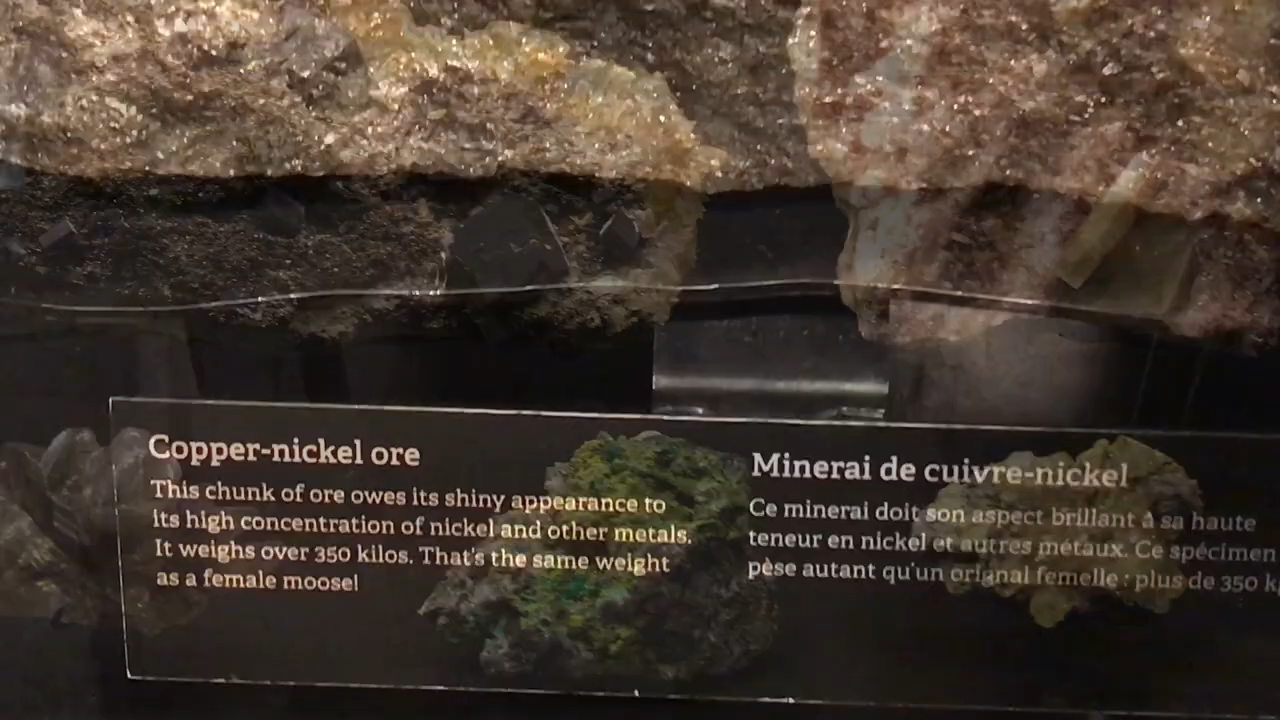 Copper-nickel ore
This chunk of ore owes its shiny appearance to
its high concentration of nickel and other metals.
It weighs over 350 kilos. That's the same weight
as a female moose!
Minerai de cuivre-nickel
Ce minerai doit son aspect brillant à sa haute
teneur en nickel et autres métaux. Ce spécimen
pèse autant qu'un orignal femelle : plus de 350